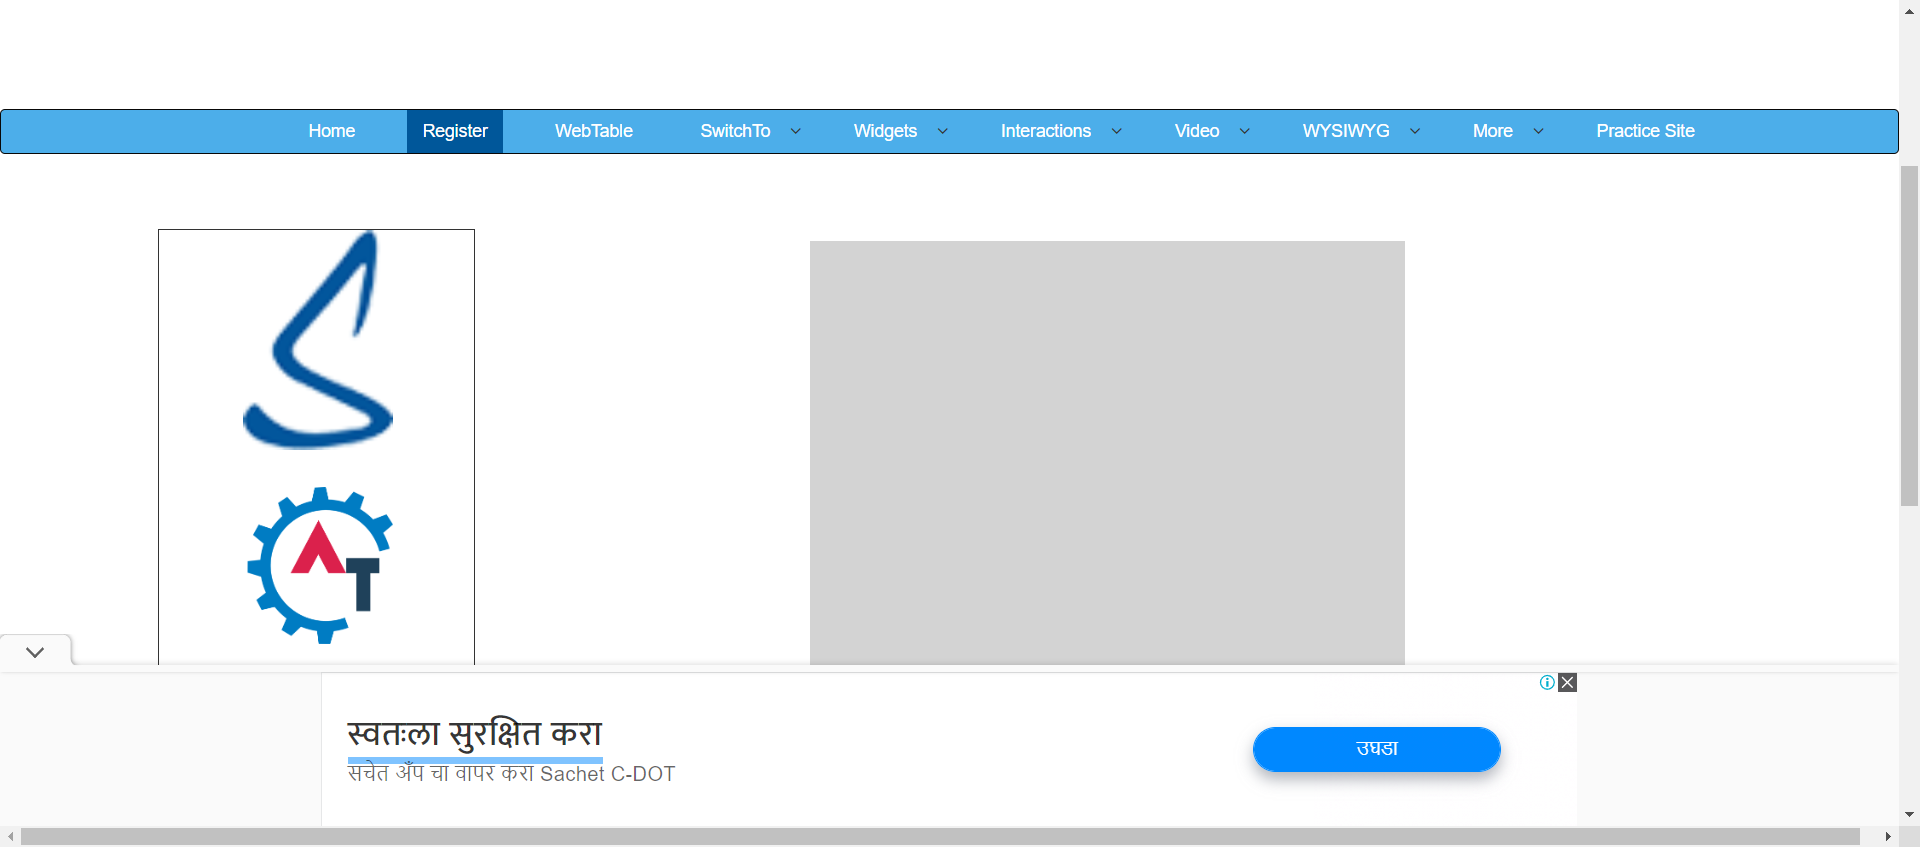 Home Register WebTable SwitchTo Widgets Interactions Video WYSIWYG More Practice Site
AT
स्वतःला सुरक्षित करा
सचेत अँप चा वापर करा Sachet C-DOT
उघडा